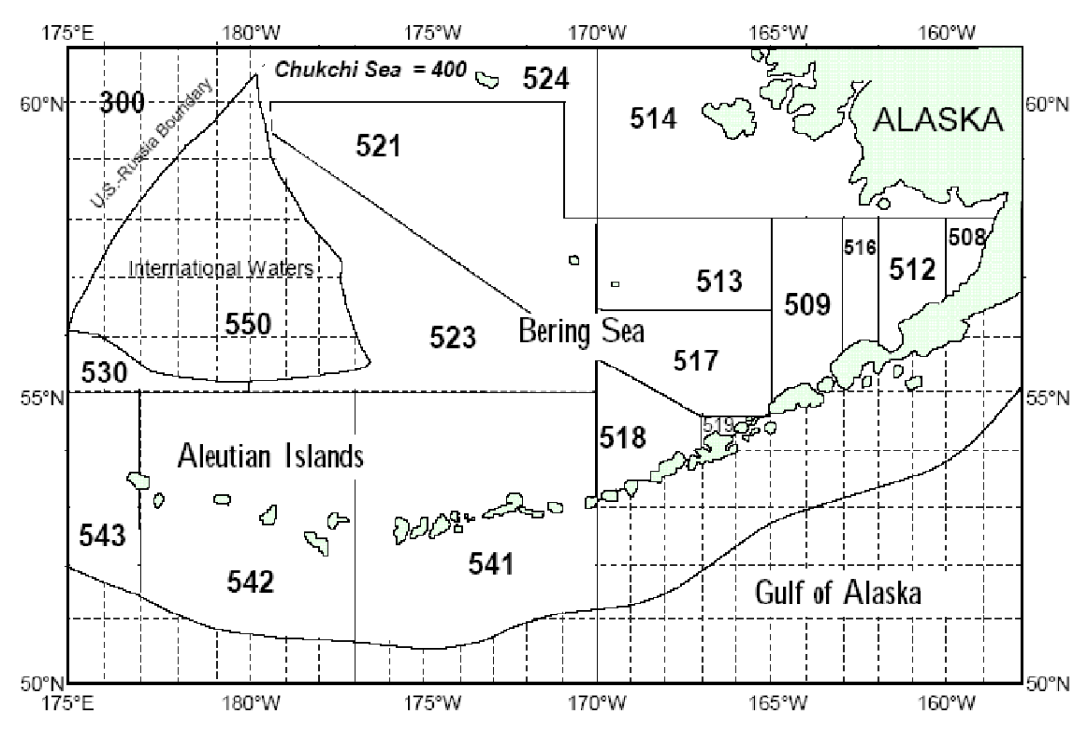 175°E 180°W 175°W 170°W 165°W 160°W
Chukchi Sea = 400
524
60°N
300
60°N
514
ALASKA
U.S.-Russia Boundary
521
508
516
International Waters
512
513
509
550
Bering Sea
523
517
530
55°N
55°N
519
518
Aleutian Islands
543
541
542
Gulf of Alaska
50°N
50°N
175°E 180°W 175°W 170°W 165°W 160°W